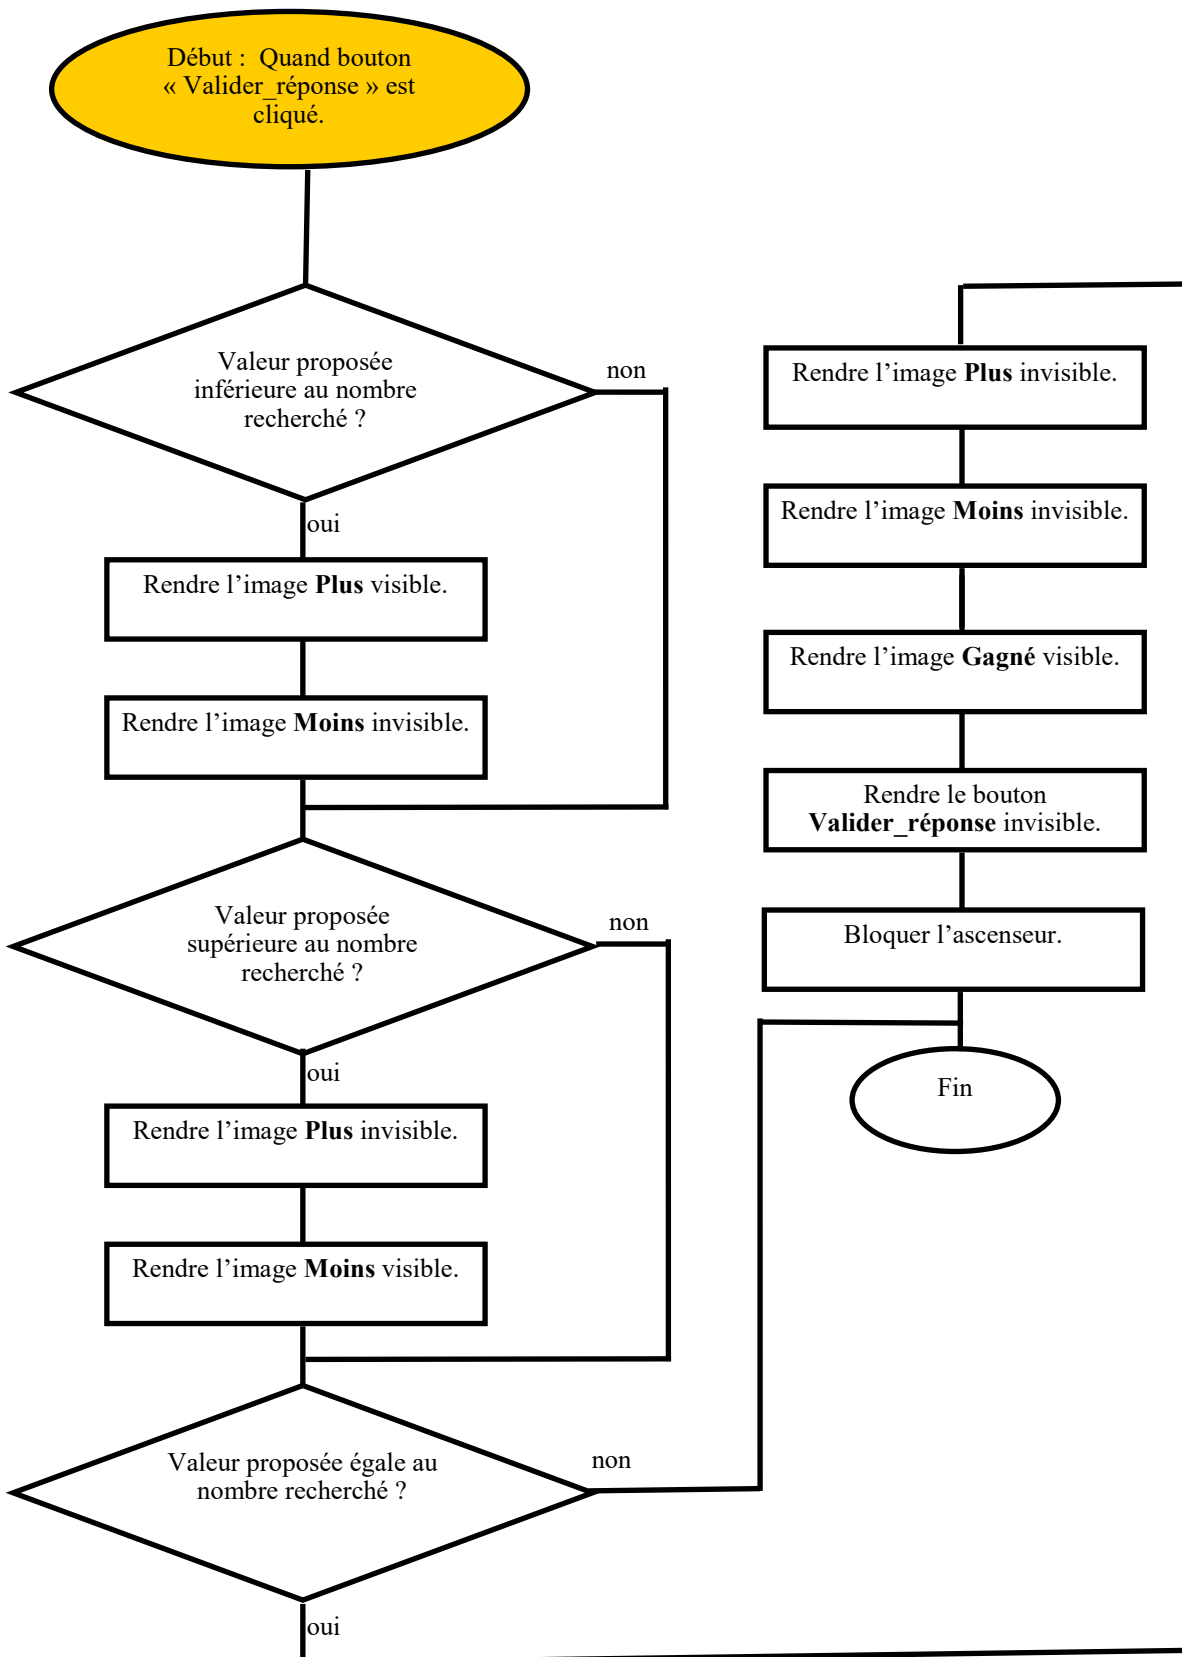 Début :  Quand bouton
« Valider_réponse » est
cliqué.
Valeur proposée
inférieure au nombre
recherché ?
non
oui
Rendre l’image Plus visible.
Rendre l’image Moins invisible.
Valeur proposée
supérieure au nombre
recherché ?
non
oui
Rendre l’image Plus invisible.
Rendre l’image Moins visible.
Valeur proposée égale au
nombre recherché ?
non
oui
Rendre l’image Plus invisible.
Rendre l’image Moins invisible.
Rendre l’image Gagné visible.
Rendre le bouton
Valider_réponse invisible.
Bloquer l’ascenseur.
Fin